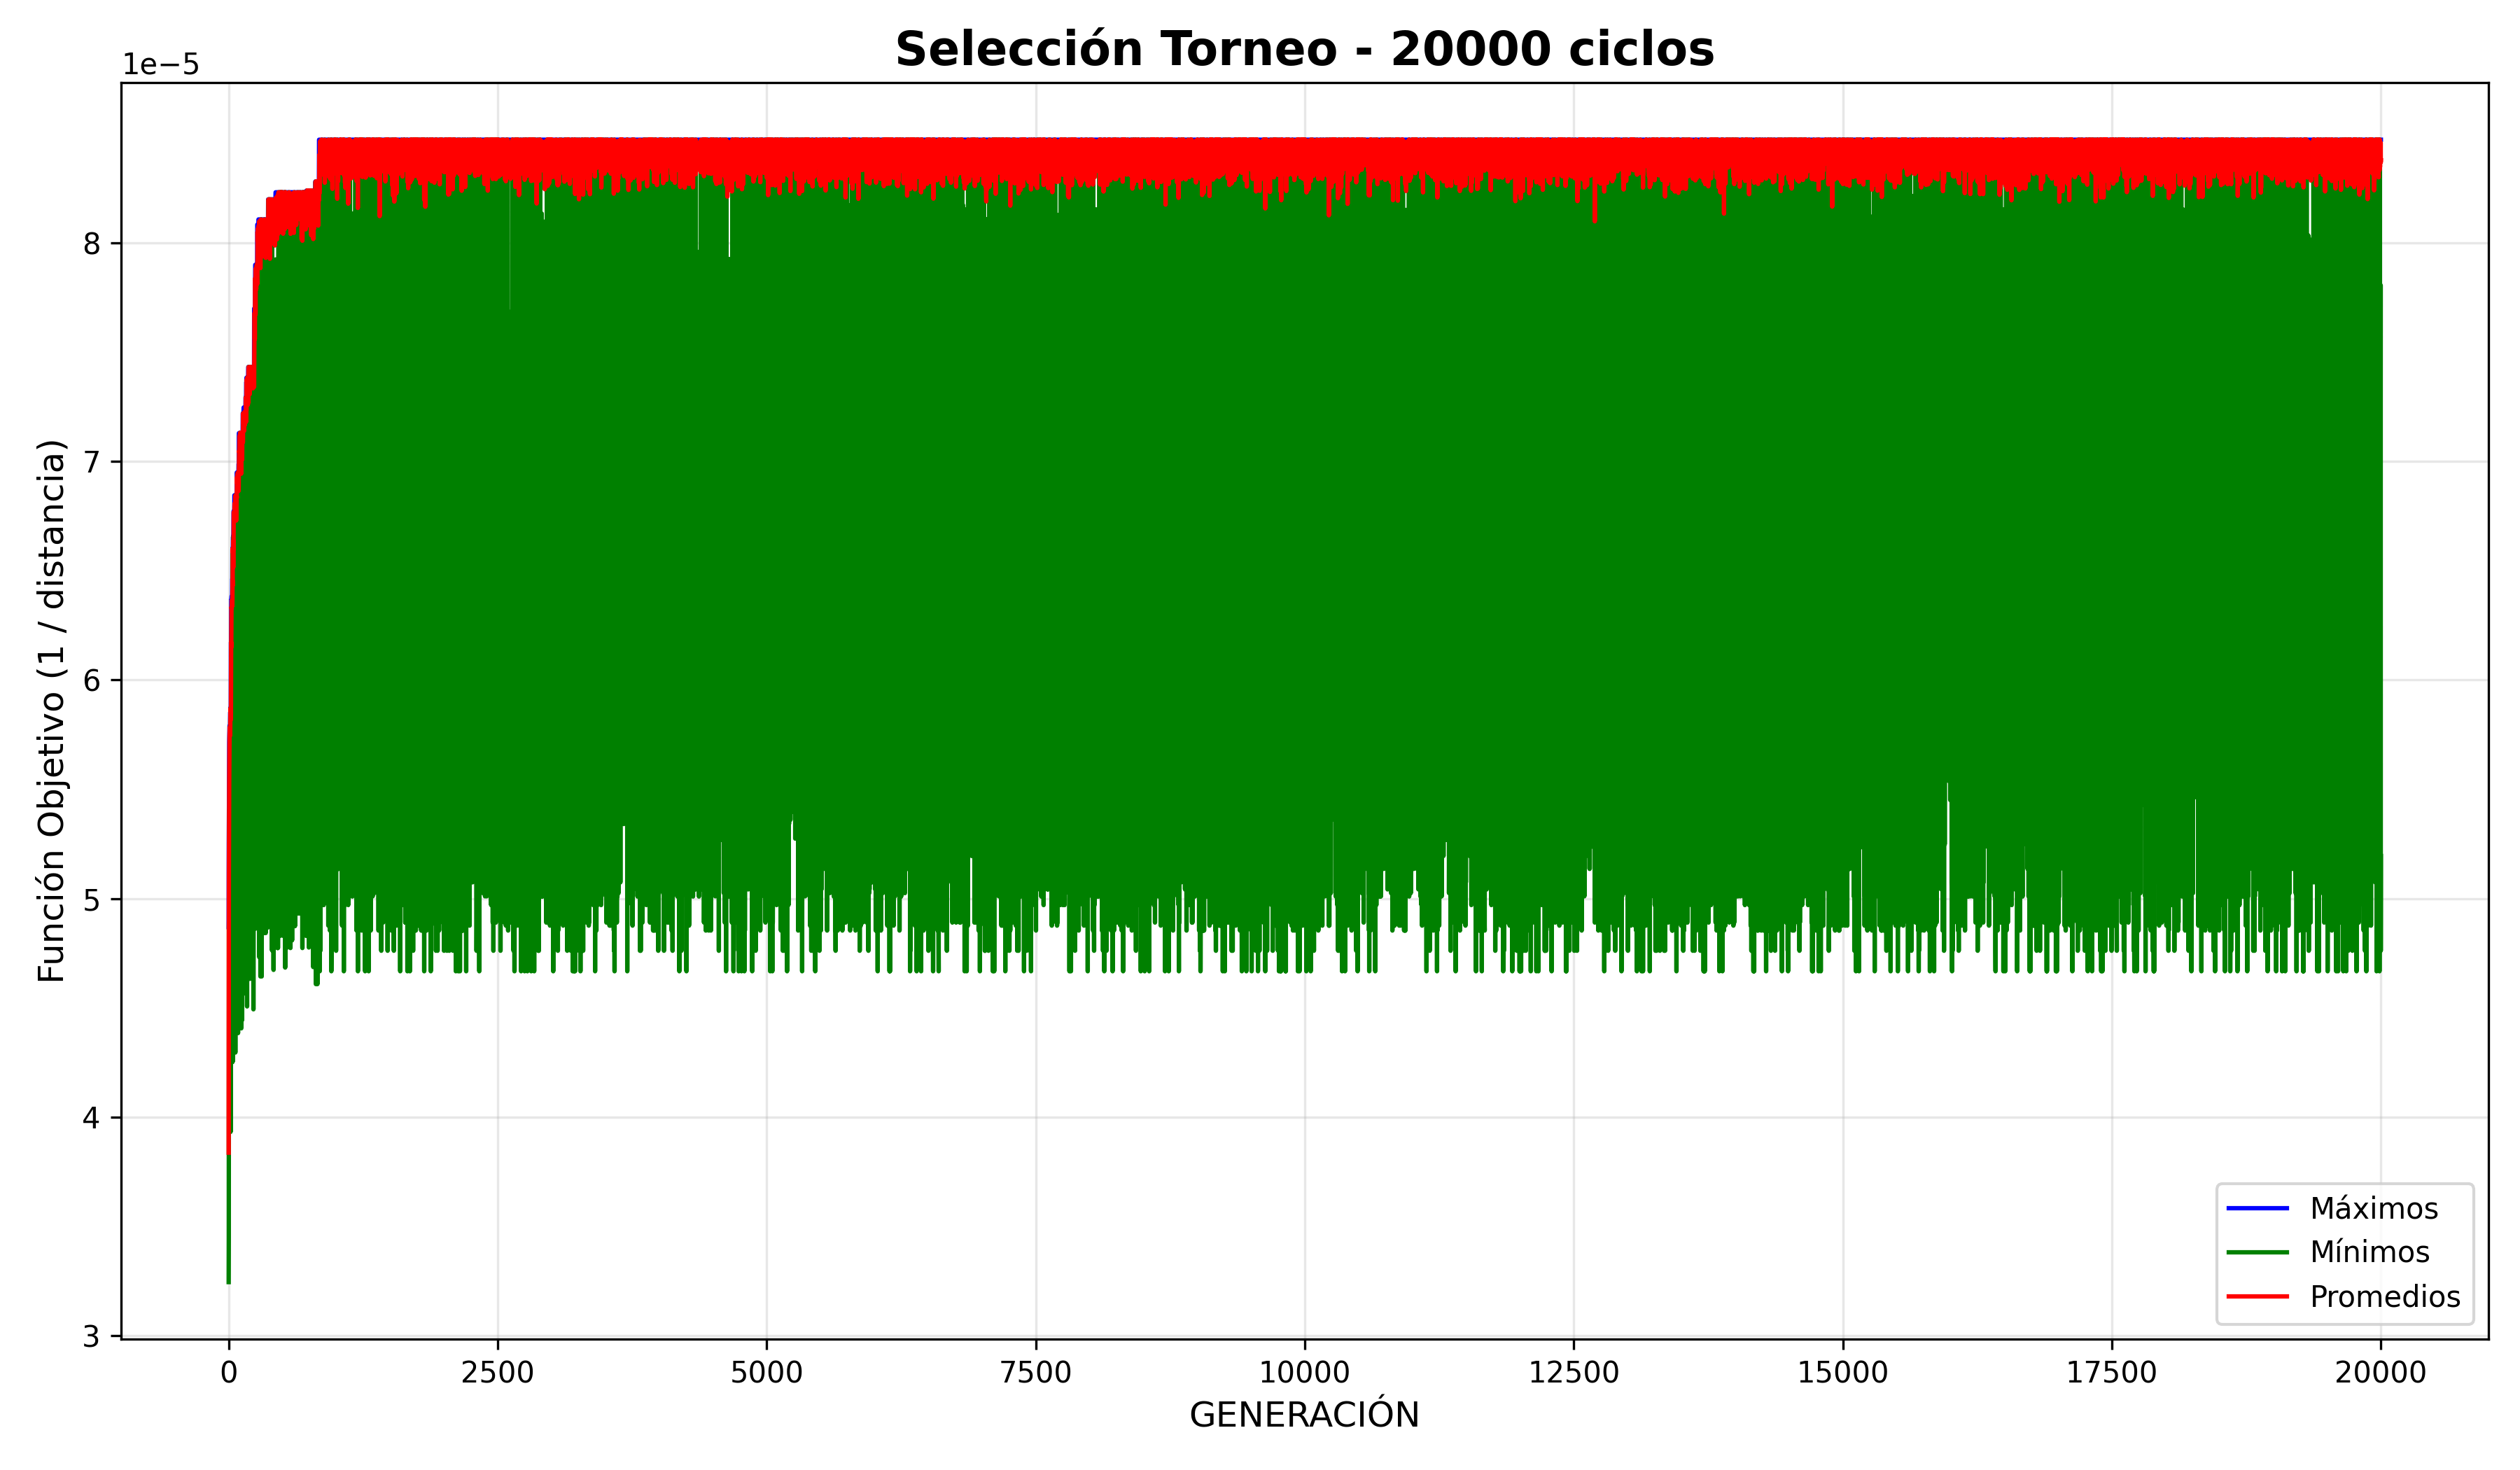 Selección Torneo - 20000 ciclos
1e−5
8
7
6
5
4
3
Función Objetivo (1 / distancia)
0 2500 5000 7500 10000 12500 15000 17500 20000
GENERACIÓN
Máximos
Mínimos
Promedios